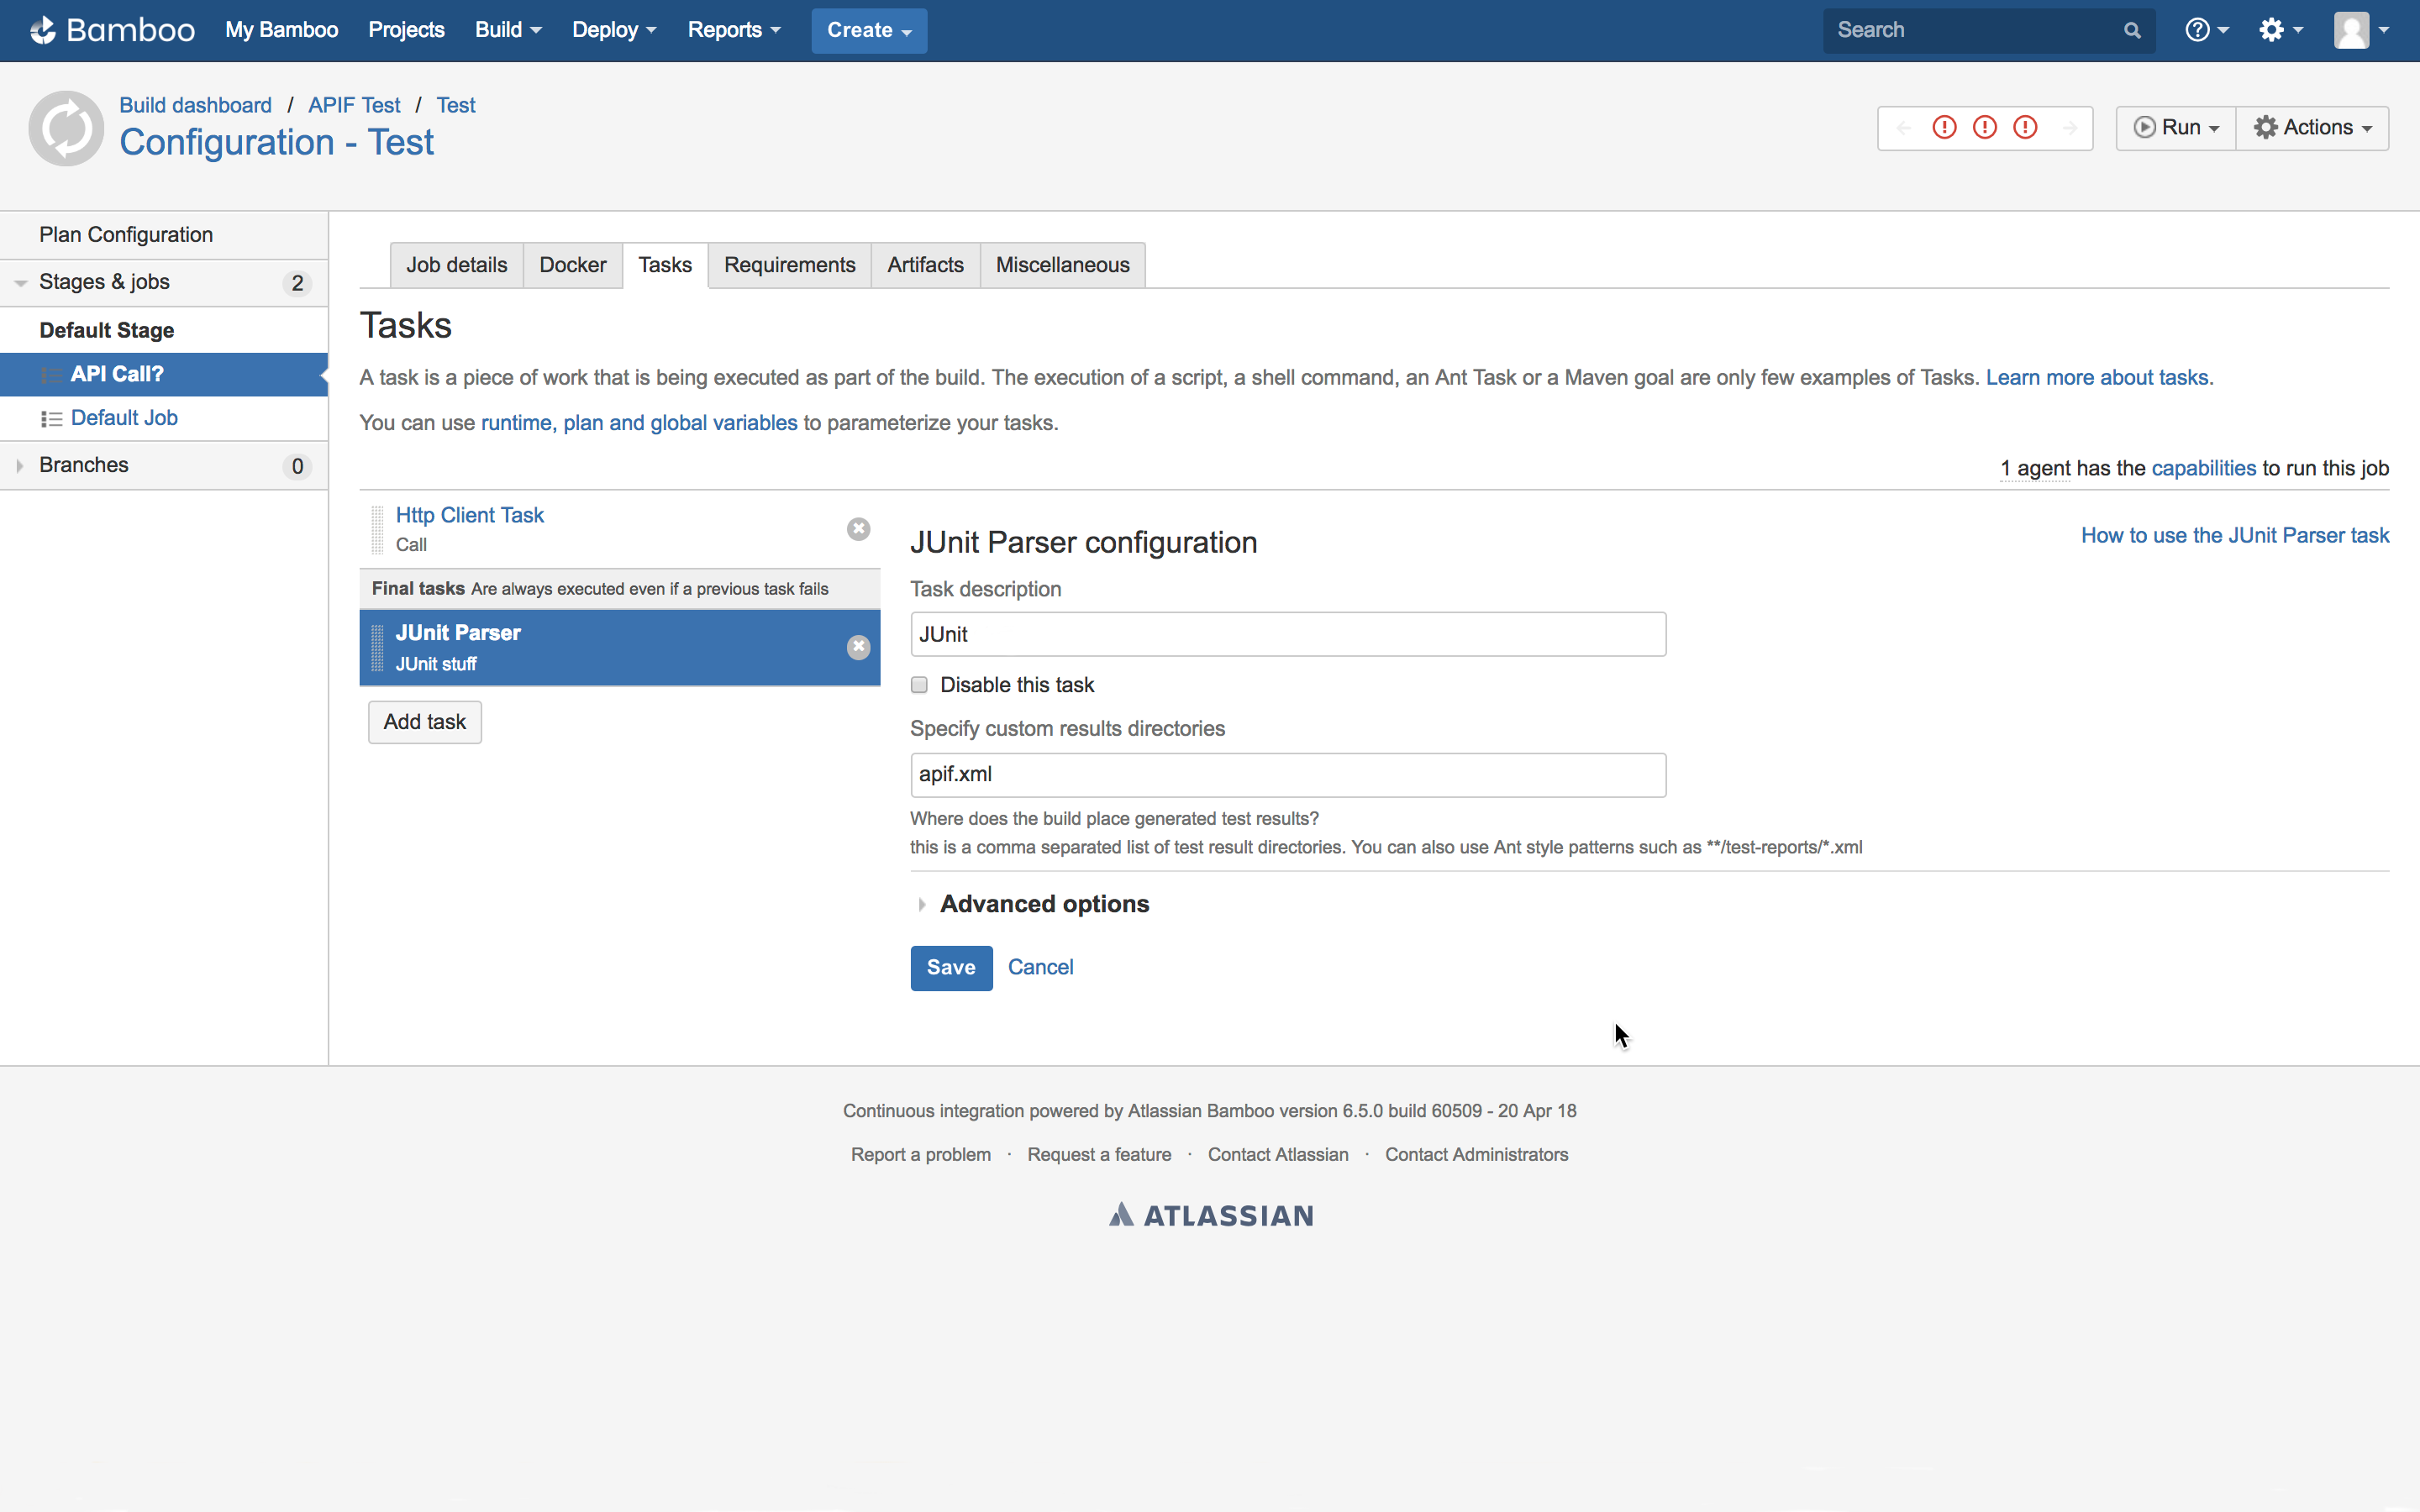 Bamboo My Bamboo Projects Build Deploy Reports Create Search
Build dashboard / APIF Test / Test
Configuration - Test
Run Actions
Plan Configuration
Stages & jobs 2
Default Stage
API Call?
Default Job
Branches 0
Job details Docker Tasks Requirements Artifacts Miscellaneous
Tasks
A task is a piece of work that is being executed as part of the build. The execution of a script, a shell command, an Ant Task or a Maven goal are only few examples of Tasks. Learn more about tasks.
You can use runtime, plan and global variables to parameterize your tasks.
1 agent has the capabilities to run this job
Http Client Task
Call
Final tasks Are always executed even if a previous task fails
JUnit Parser
JUnit stuff
Add task
JUnit Parser configuration
How to use the JUnit Parser task
Task description
JUnit
Disable this task
Specify custom results directories
apif.xml
Where does the build place generated test results?
this is a comma separated list of test result directories. You can also use Ant style patterns such as **/test-reports/*.xml
Advanced options
Save Cancel
Continuous integration powered by Atlassian Bamboo version 6.5.0 build 60509 - 20 Apr 18
Report a problem · Request a feature · Contact Atlassian · Contact Administrators
ATLASSIAN